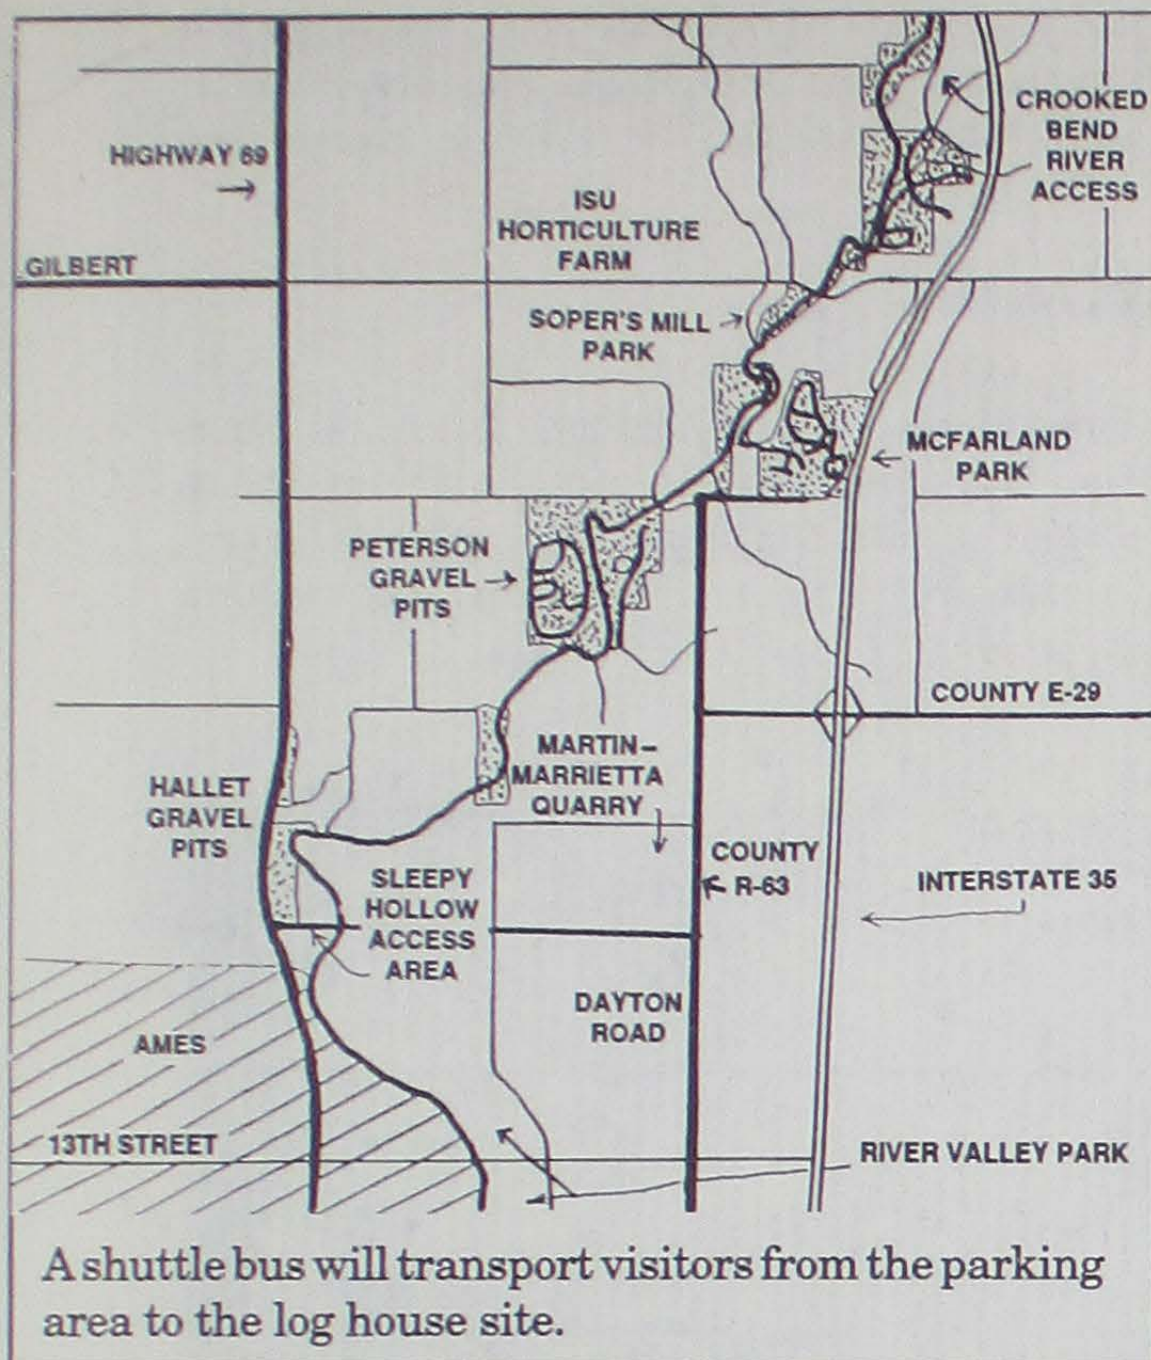 CROOKED
BEND
RIVER
ACCESS
HIGHWAY 69
ISU
HORTICULTURE
FARM
GILBERT
SOPER'S MILL
PARK
MCFARLAND
PARK
PETERSON
GRAVEL
PITS
COUNTY E-29
MARTIN–
MARRIETTA
QUARRY
HALLET
GRAVEL
PITS
COUNTY
R-63
SLEEPY
HOLLOW
ACCESS
AREA
INTERSTATE 35
DAYTON
ROAD
AMES
13TH STREET
RIVER VALLEY PARK
A shuttle bus will transport visitors from the parking
area to the log house site.